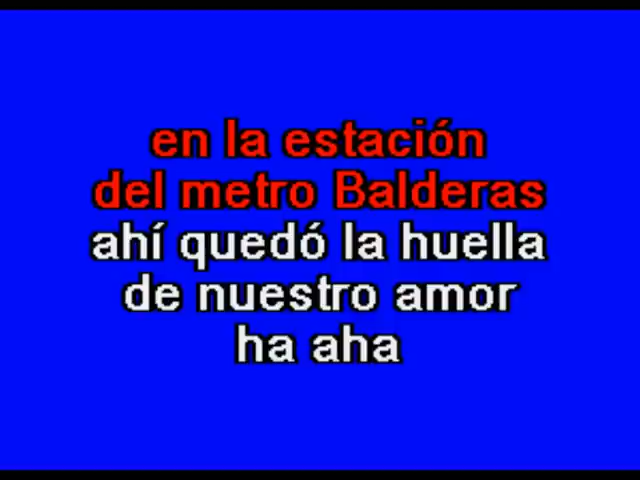 en la estación
del metro Balderas
ahí quedó la huella
de nuestro amor
ha aha